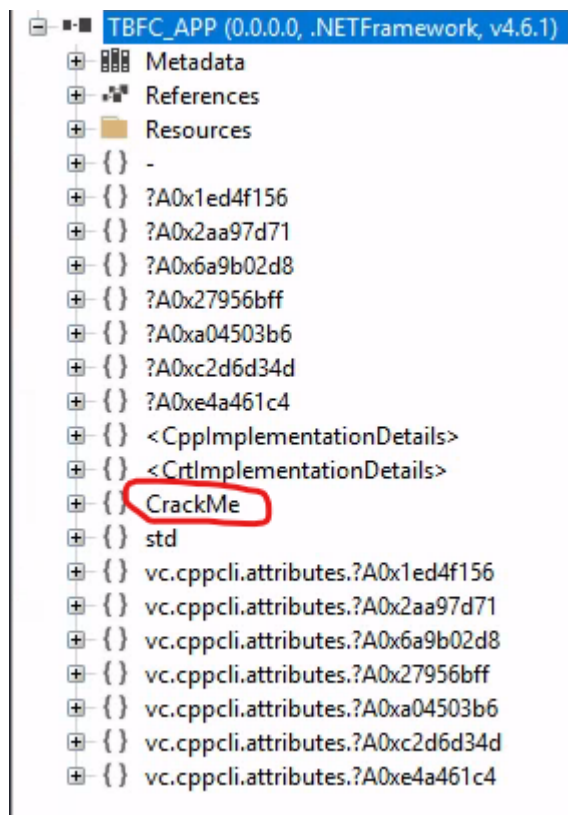 TBFC_APP (0.0.0.0, .NETFramework, v4.6.1)
Metadata
References
Resources
{ } -
{ } ?A0x1ed4f156
{ } ?A0x2aa97d71
{ } ?A0x6a9b02d8
{ } ?A0x27956bff
{ } ?A0xa04503b6
{ } ?A0xc2d6d34d
{ } ?A0xe4a461c4
{ } <CppImplementationDetails>
{ } <CrtImplementationDetails>
{ } CrackMe
{ } std
{ } vc.cppcli.attributes.?A0x1ed4f156
{ } vc.cppcli.attributes.?A0x2aa97d71
{ } vc.cppcli.attributes.?A0x6a9b02d8
{ } vc.cppcli.attributes.?A0x27956bff
{ } vc.cppcli.attributes.?A0xa04503b6
{ } vc.cppcli.attributes.?A0xc2d6d34d
{ } vc.cppcli.attributes.?A0xe4a461c4